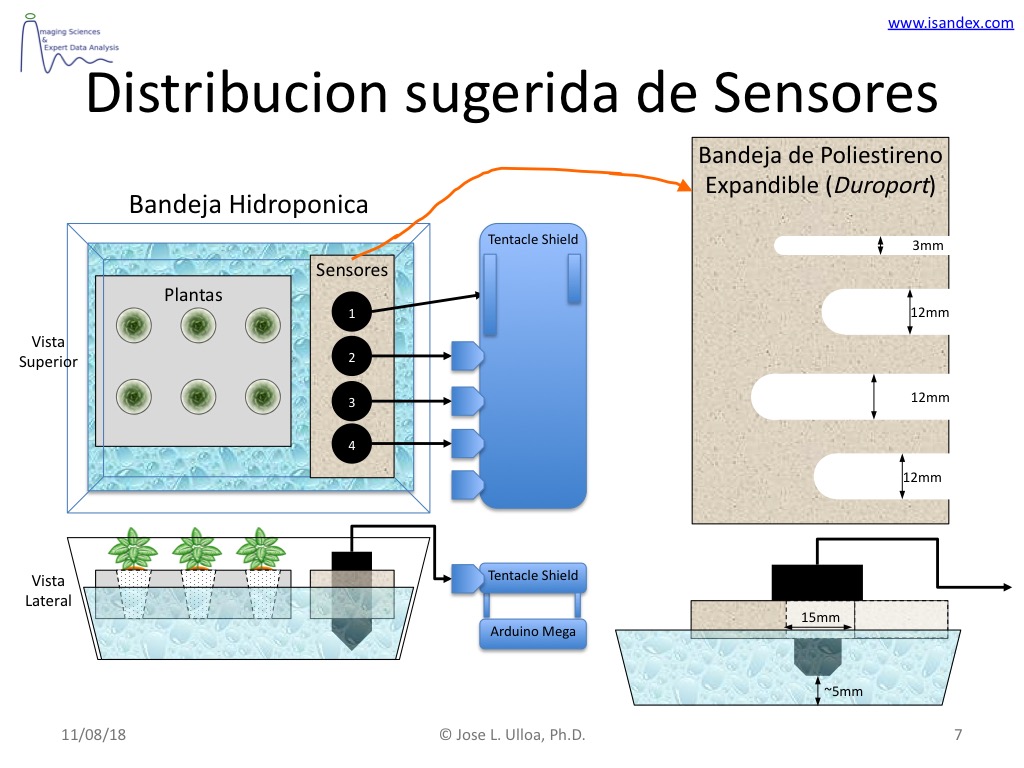 www.isandex.com
maging Sciences
&
Expert Data Analysis
Distribucion sugerida de Sensores
Bandeja Hidroponica
Sensores
Plantas
1
2
3
4
Vista
Superior
Tentacle Shield
Bandeja de Poliestireno
Expandible (Duroport)
3mm
12mm
12mm
12mm
Vista
Lateral
Tentacle Shield
Arduino Mega
15mm
~5mm
11/08/18
© Jose L. Ulloa, Ph.D.
7